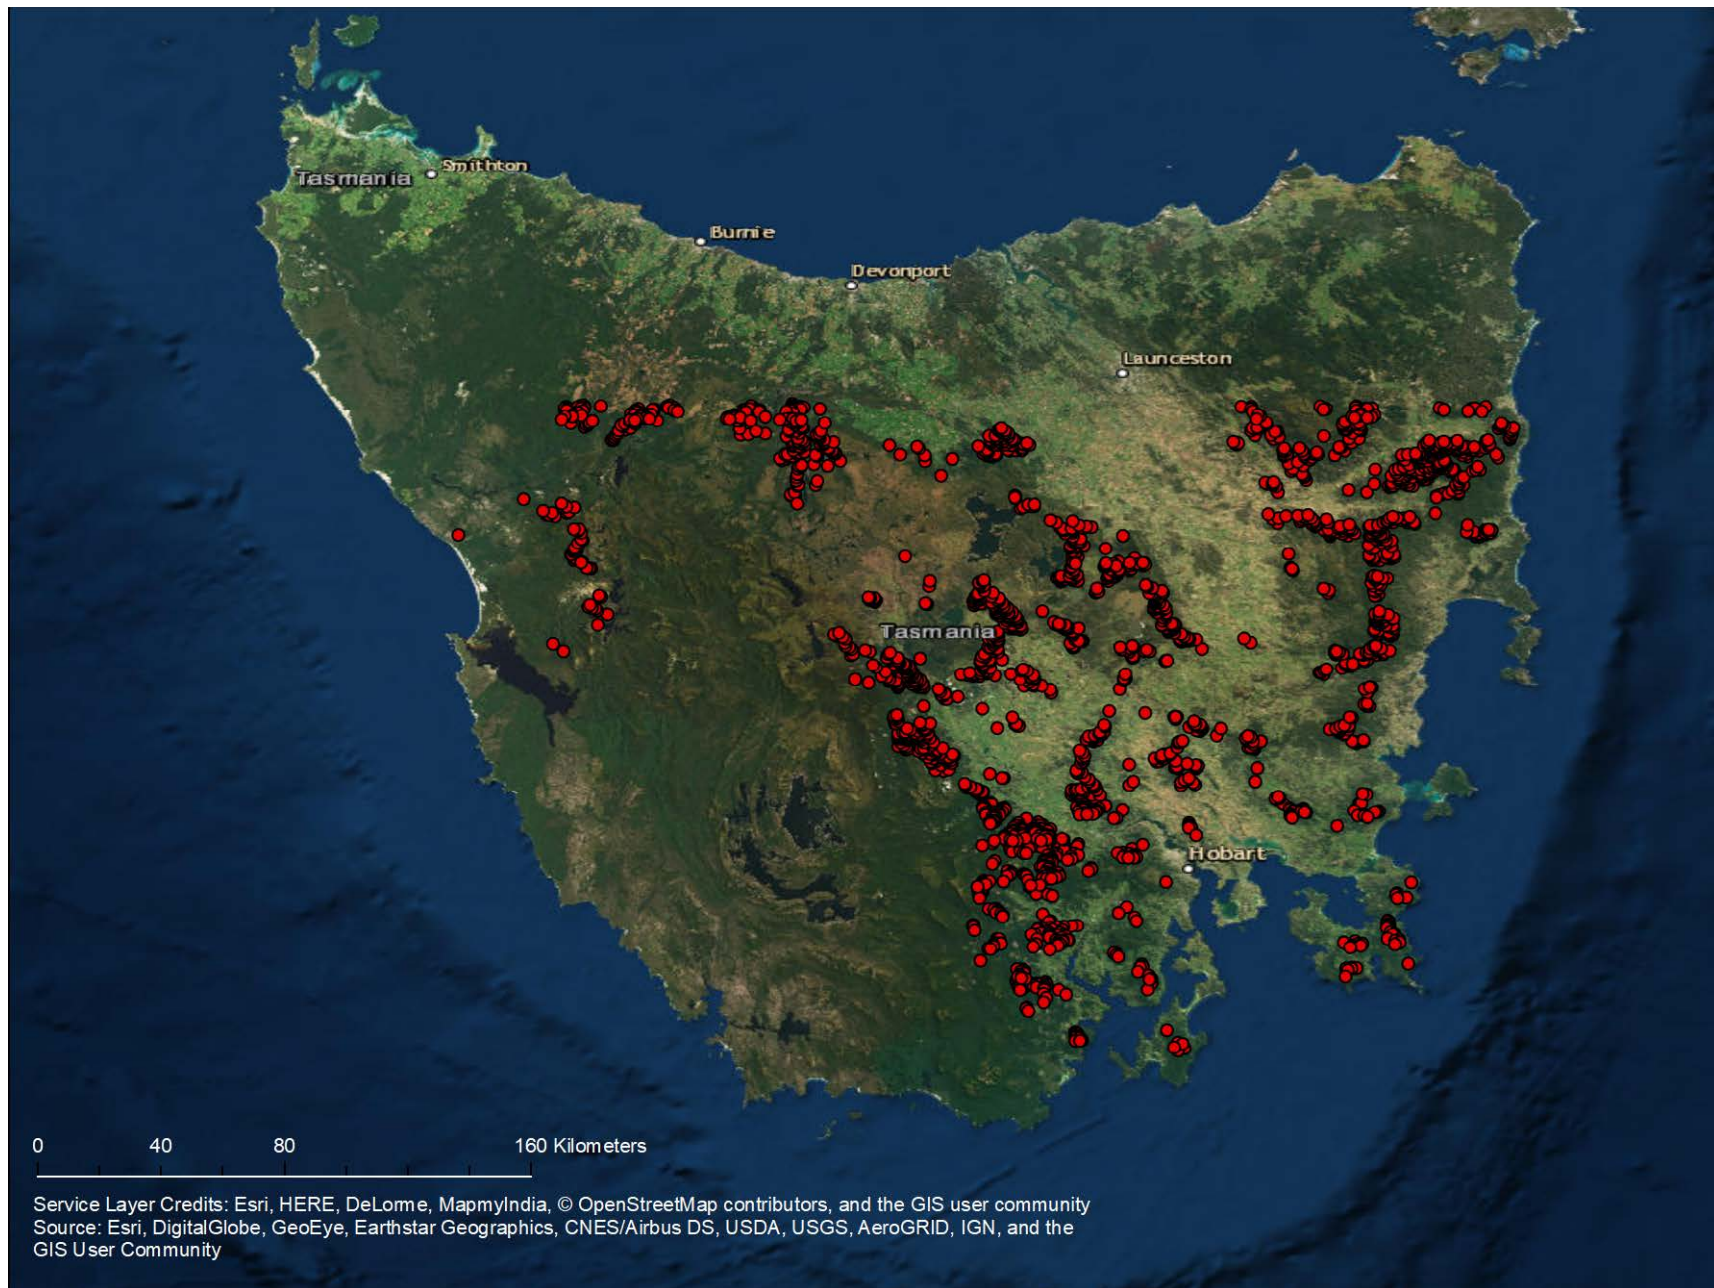 Smithton
Tasmania
Burnie
Devonport
Launceston
Tasmania
Hobart
0 40 80 160 Kilometers
Service Layer Credits: Esri, HERE, DeLorme, MapmyIndia, © OpenStreetMap contributors, and the GIS user community
Source: Esri, DigitalGlobe, GeoEye, Earthstar Geographics, CNES/Airbus DS, USDA, USGS, AeroGRID, IGN, and the
GIS User Community